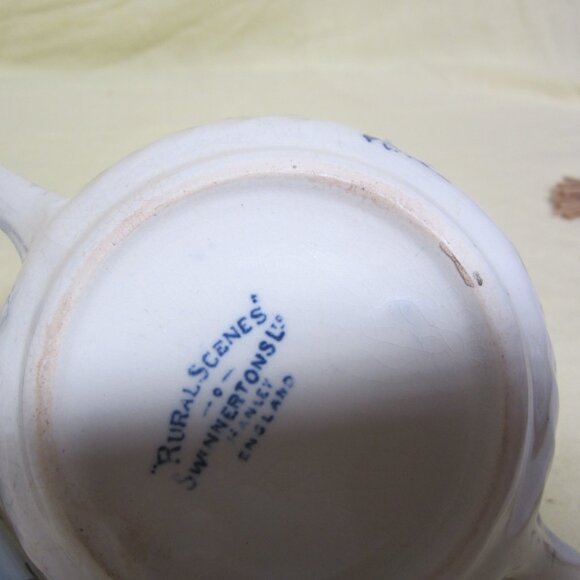 "RURAL SCENES"
— o —
SWINNERTONS LTD
HANLEY
ENGLAND